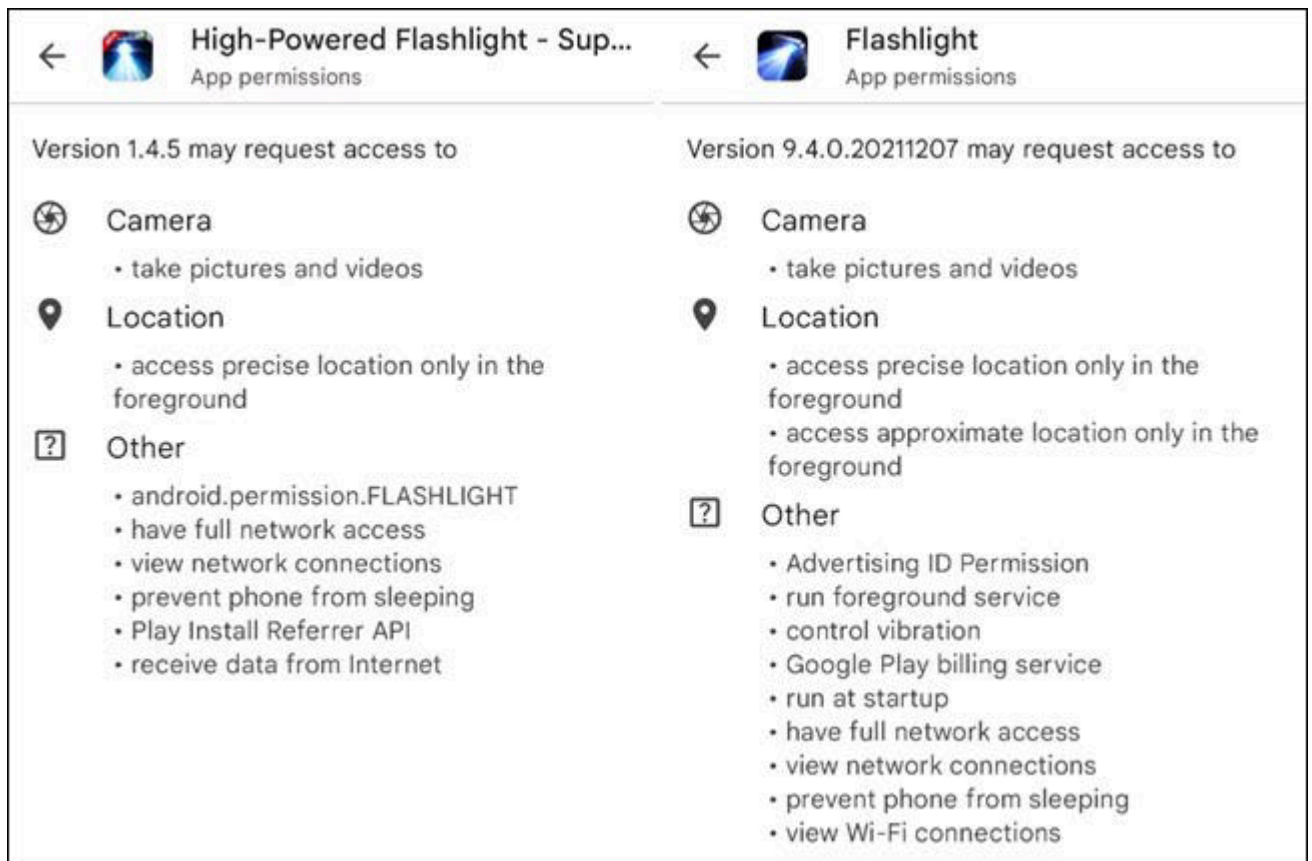 High-Powered Flashlight - Sup...
App permissions
Version 1.4.5 may request access to
Camera
• take pictures and videos
Location
• access precise location only in the
foreground
Other
• android.permission.FLASHLIGHT
• have full network access
• view network connections
• prevent phone from sleeping
• Play Install Referrer API
• receive data from Internet
Flashlight
App permissions
Version 9.4.0.20211207 may request access to
Camera
• take pictures and videos
Location
• access precise location only in the
foreground
• access approximate location only in the
foreground
Other
• Advertising ID Permission
• run foreground service
• control vibration
• Google Play billing service
• run at startup
• have full network access
• view network connections
• prevent phone from sleeping
• view Wi-Fi connections